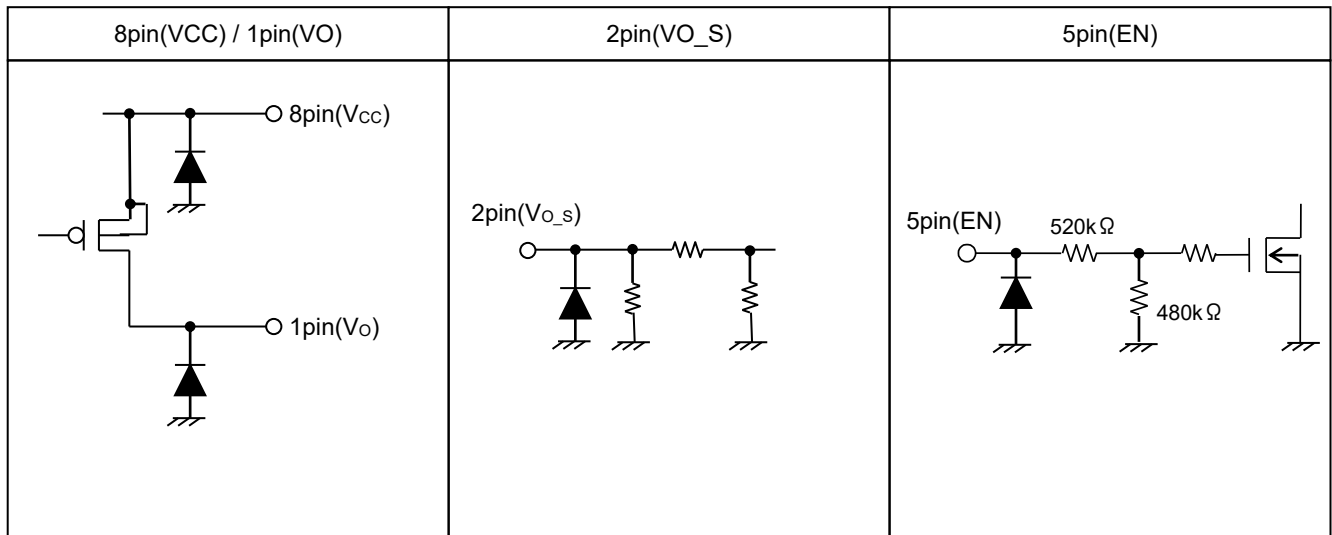 8pin(VCC) / 1pin(VO)
2pin(VO_S)
5pin(EN)
8pin(VCC)
1pin(VO)
2pin(VO_S)
5pin(EN)
520kΩ
480kΩ